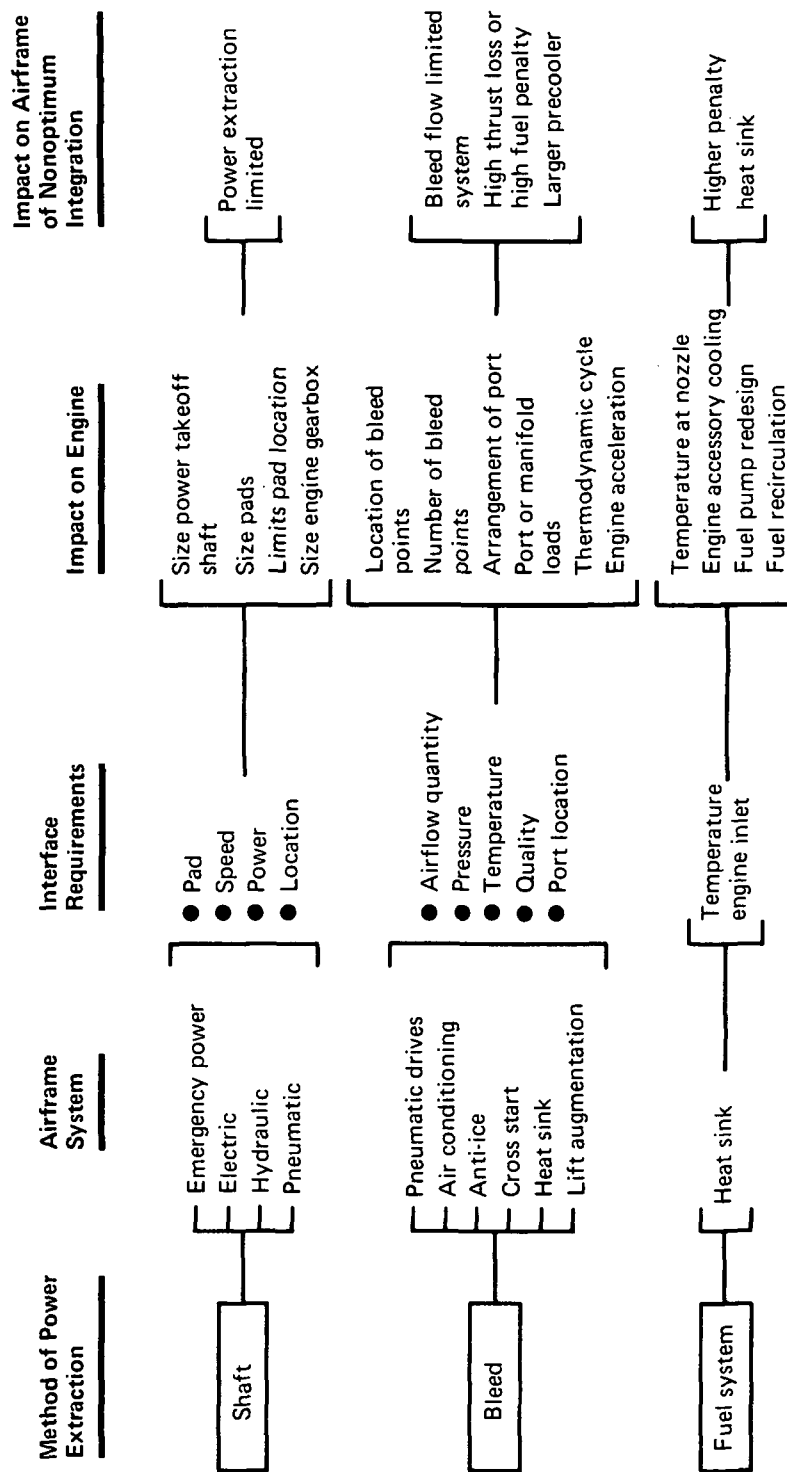 Method of Power
Extraction
Airframe
System
Interface
Requirements
Impact on Engine
Impact on Airframe
of Nonoptimum
Integration
Shaft
Emergency power
Electric
Hydraulic
Pneumatic
● Pad
● Speed
● Power
● Location
Size power takeoff
shaft
Size pads
Limits pad location
Size engine gearbox
Power extraction
limited
Bleed
Pneumatic drives
Air conditioning
Anti-ice
Cross start
Heat sink
Lift augmentation
● Airflow quantity
● Pressure
● Temperature
● Quality
● Port location
Location of bleed
points
Number of bleed
points
Arrangement of port
Port or manifold
loads
Thermodynamic cycle
Engine acceleration
Bleed flow limited
system
High thrust loss or
high fuel penalty
Larger precooler
Fuel system
Heat sink
Temperature
engine inlet
Temperature at nozzle
Engine accessory cooling
Fuel pump redesign
Fuel recirculation
Higher penalty
heat sink